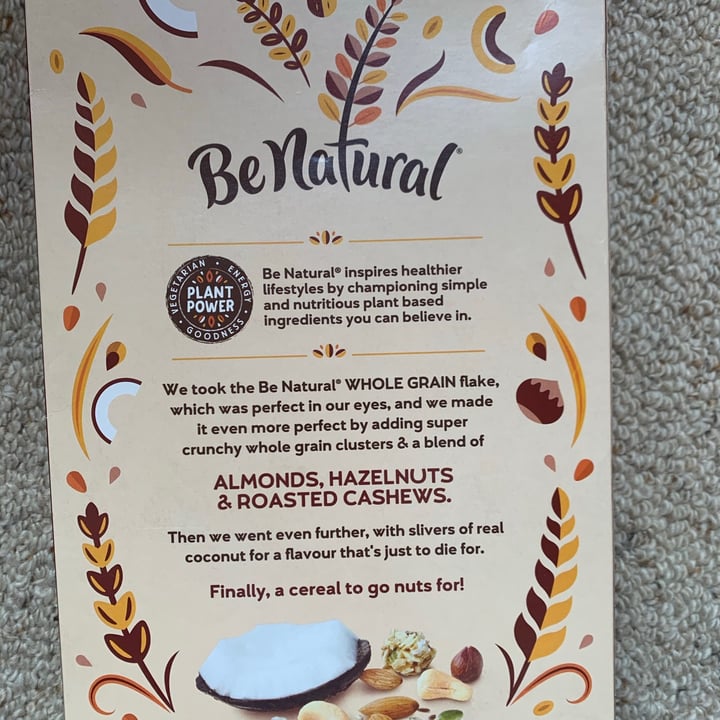 Be Natural®
VEGETARIAN • ENERGY • GOODNESS •
PLANT
POWER
Be Natural® inspires healthier
lifestyles by championing simple
and nutritious plant based
ingredients you can believe in.
We took the Be Natural® WHOLE GRAIN flake,
which was perfect in our eyes, and we made
it even more perfect by adding super
crunchy whole grain clusters & a blend of
ALMONDS, HAZELNUTS
& ROASTED CASHEWS.
Then we went even further, with slivers of real
coconut for a flavour that's just to die for.
Finally, a cereal to go nuts for!